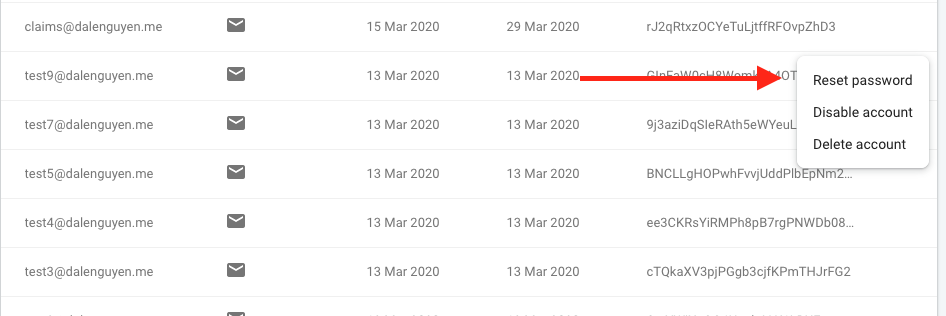 claims@dalenguyen.me 15 Mar 2020 29 Mar 2020 rJ2qRtxzOCYeTuLjtffRFOvpZhD3
test9@dalenguyen.me 13 Mar 2020 13 Mar 2020
Reset password
test7@dalenguyen.me 13 Mar 2020 13 Mar 2020 9j3aziDqSIeRAth5eWYeuL
Disable account
Delete account
test5@dalenguyen.me 13 Mar 2020 13 Mar 2020 BNCLLgHOPwhFvvjUddPlbEpNm2…
test4@dalenguyen.me 13 Mar 2020 13 Mar 2020 ee3CKRsYiRMPh8pB7rgPNWDb08…
test3@dalenguyen.me 13 Mar 2020 13 Mar 2020 cTQkaXV3pjPGgb3cjfKPmTHJrFG2